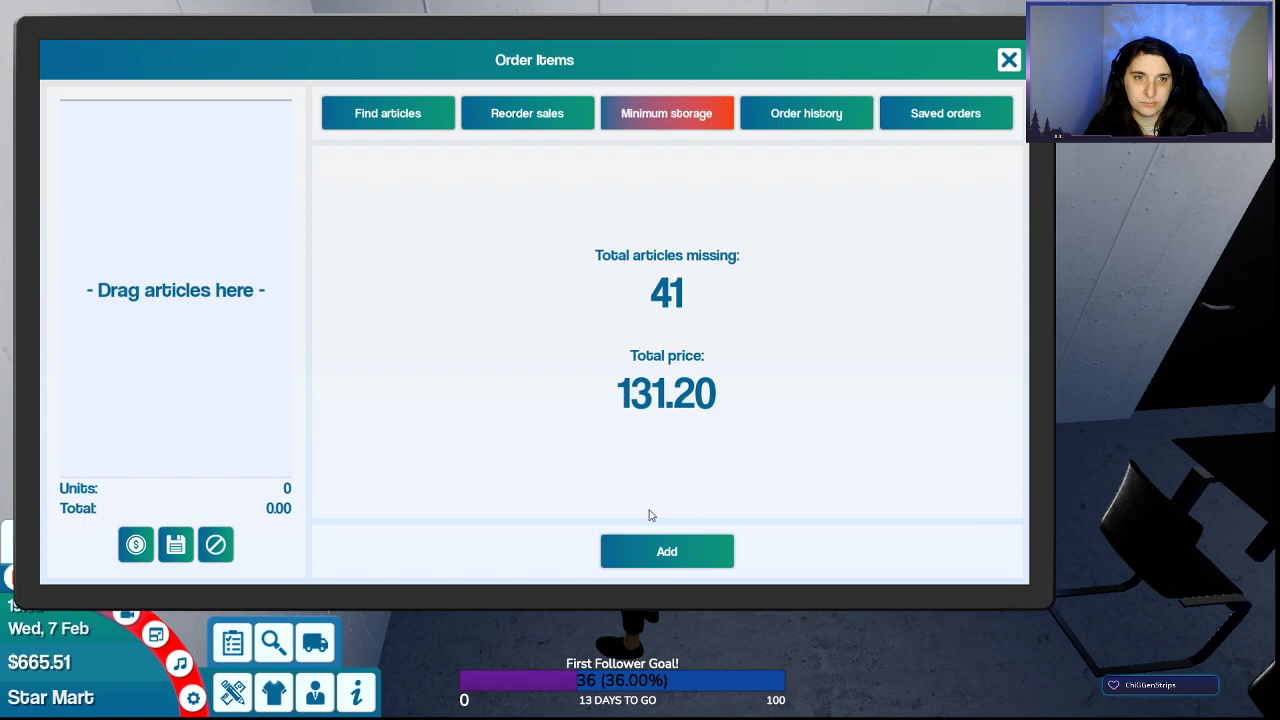 Order Items
Find articles
Reorder sales
Minimum storage
Order history
Saved orders
- Drag articles here -
Total articles missing:
41
Total price:
131.20
Units:
0
Total:
0.00
Add
Wed, 7 Feb
$665.51
Star Mart
First Follower Goal!
36 (36.00%)
0
13 DAYS TO GO
100
ChiGGenStrips